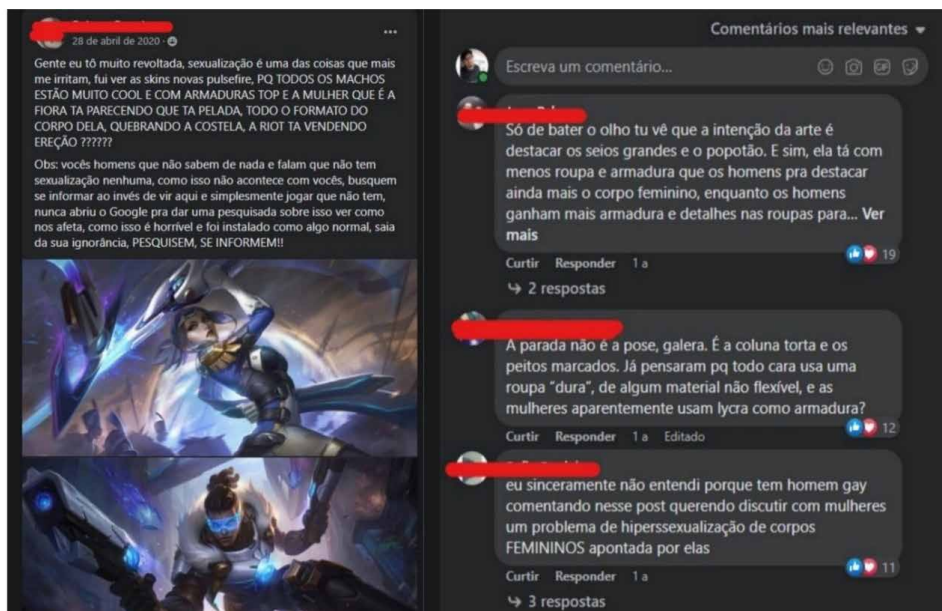 28 de abril de 2020 ·
Gente eu tô muito revoltada, sexualização é uma das coisas que mais
me irritam, fui ver as skins novas pulsefire, PQ TODOS OS MACHOS
ESTÃO MUITO COOL E COM ARMADURAS TOP E A MULHER QUE É A
FIORA TA PARECENDO QUE TA PELADA, TODO O FORMATO DO
CORPO DELA, QUEBRANDO A COSTELA, A RIOT TA VENDENDO
EREÇÃO ??????
Obs: vocês homens que não sabem de nada e falam que não tem
sexualização nenhuma, como isso não acontece com vocês, busquem
se informar ao invés de vir aqui e simplesmente jogar que não tem,
nunca abriu o Google pra dar uma pesquisada sobre isso ver como
nos afeta, como isso é horrível e foi instalado como algo normal, saia
da sua ignorância, PESQUISEM, SE INFORMEM!!
Comentários mais relevantes
Escreva um comentário...
GIF
Só de bater o olho tu vê que a intenção da arte é
destacar os seios grandes e o popotão. E sim, ela tá com
menos roupa e armadura que os homens pra destacar
ainda mais o corpo feminino, enquanto os homens
ganham mais armadura e detalhes nas roupas para... Ver
mais
19
Curtir Responder 1 a
2 respostas
A parada não é a pose, galera. É a coluna torta e os
peitos marcados. Já pensaram pq todo cara usa uma
roupa “dura”, de algum material não flexível, e as
mulheres aparentemente usam lycra como armadura?
12
Curtir Responder 1 a Editado
eu sinceramente não entendi porque tem homem gay
comentando nesse post querendo discutir com mulheres
um problema de hiperssexualização de corpos
FEMININOS apontada por elas
11
Curtir Responder 1 a
3 respostas